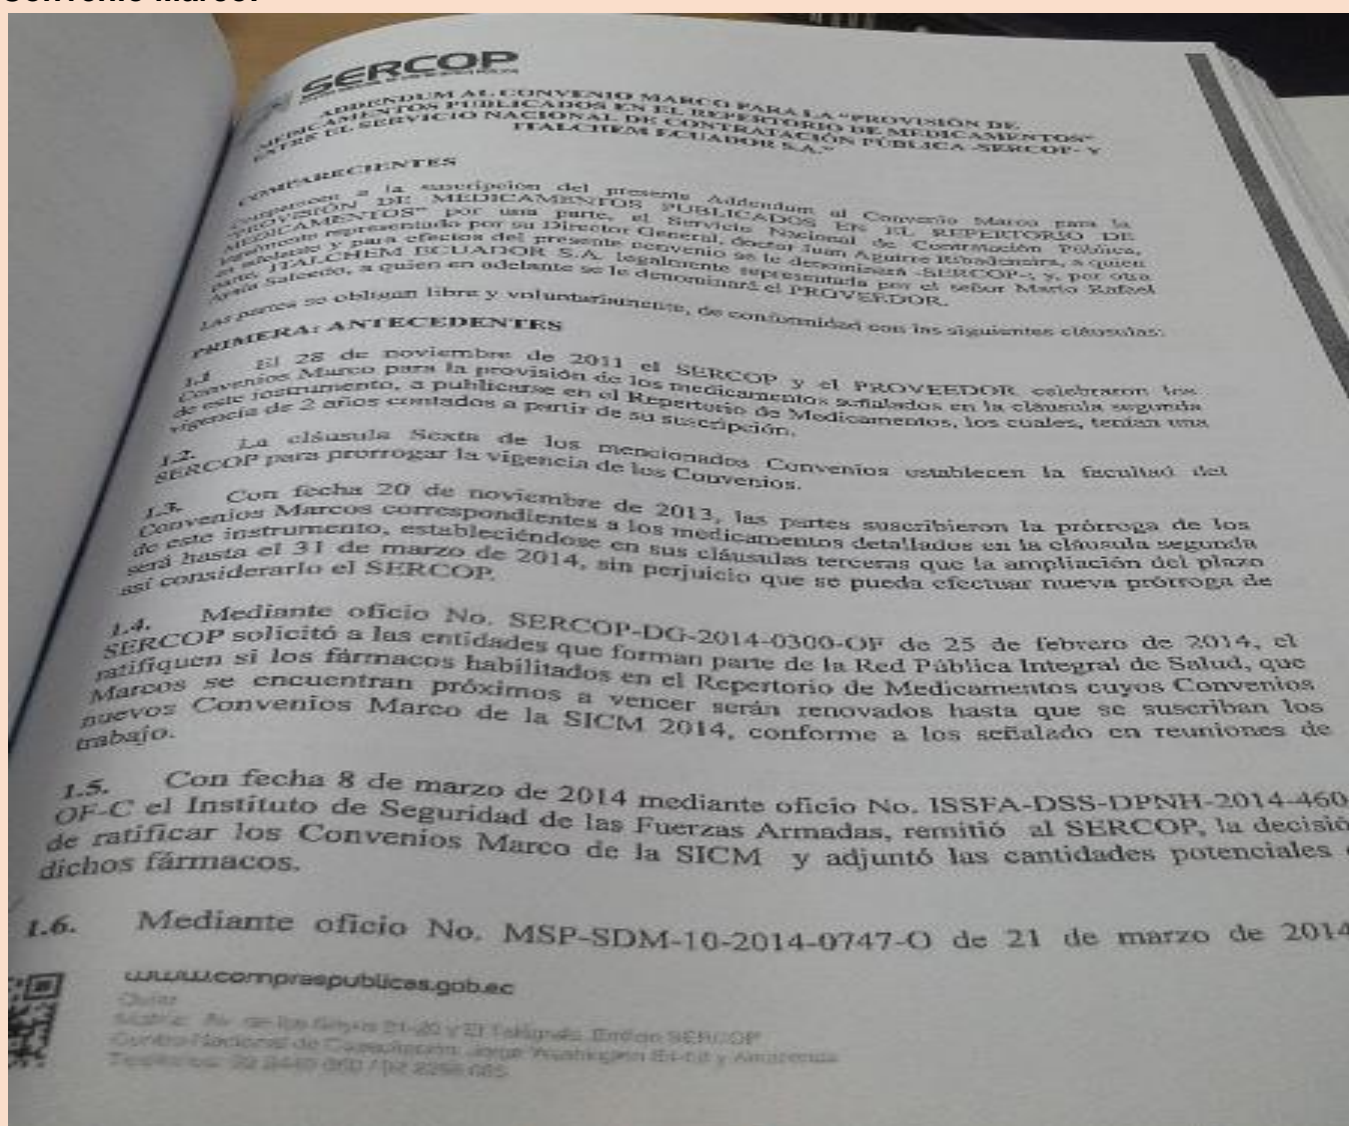 Convenio Marco.
SERCOP
ADDENDUM AL CONVENIO MARCO PARA LA "PROVISIÓN DE
MEDICAMENTOS PUBLICADOS EN EL REPERTORIO DE MEDICAMENTOS"
ENTRE EL SERVICIO NACIONAL DE CONTRATACIÓN PÚBLICA -SERCOP- Y
ITALCHEM ECUADOR S.A."
COMPARECIENTES
Comparecen a la suscripción del presente Addendum al Convenio Marco para la
"PROVISIÓN DE MEDICAMENTOS PUBLICADOS EN EL REPERTORIO DE
MEDICAMENTOS" por una parte, el Servicio Nacional de Contratación Pública,
legalmente representado por su Director General, doctor Juan Aguirre Ribadeneira, a quien
en adelante y para efectos del presente convenio se le denominará -SERCOP-; y, por otra
parte, ITALCHEM ECUADOR S.A. legalmente representada por el señor Mario Rafael
Salcedo, a quien en adelante se le denominará el PROVEEDOR.
Las partes se obligan libre y voluntariamente, de conformidad con las siguientes cláusulas:
PRIMERA: ANTECEDENTES
1.1 El 28 de noviembre de 2011 el SERCOP y el PROVEEDOR celebraron los
Convenios Marco para la provisión de los medicamentos señalados en la cláusula segunda
de este instrumento, a publicarse en el Repertorio de Medicamentos, los cuales, tenían una
vigencia de 2 años contados a partir de su suscripción.
1.2. La cláusula Sexta de los mencionados Convenios establecen la facultad del
SERCOP para prorrogar la vigencia de los Convenios.
1.3. Con fecha 20 de noviembre de 2013, las partes suscribieron la prórroga de los
Convenios Marcos correspondientes a los medicamentos detallados en la cláusula segunda
de este instrumento, estableciéndose en sus cláusulas terceras que la ampliación del plazo
será hasta el 31 de marzo de 2014, sin perjuicio que se pueda efectuar nueva prórroga de
así considerarlo el SERCOP.
1.4. Mediante oficio No. SERCOP-DG-2014-0300-OF de 25 de febrero de 2014, el
SERCOP solicitó a las entidades que forman parte de la Red Pública Integral de Salud, que
ratifiquen si los fármacos habilitados en el Repertorio de Medicamentos cuyos Convenios
Marcos se encuentran próximos a vencer serán renovados hasta que se suscriban los
nuevos Convenios Marco de la SICM 2014, conforme a los señalado en reuniones de
trabajo.
1.5. Con fecha 8 de marzo de 2014 mediante oficio No. ISSFA-DSS-DPNH-2014-460
OF-C el Instituto de Seguridad de las Fuerzas Armadas, remitió al SERCOP, la decisió
de ratificar los Convenios Marco de la SICM y adjuntó las cantidades potenciales
dichos fármacos.
1.6. Mediante oficio No. MSP-SDM-10-2014-0747-O de 21 de marzo de 2014
www.compraspublicas.gob.ec
Edificio SERCOP